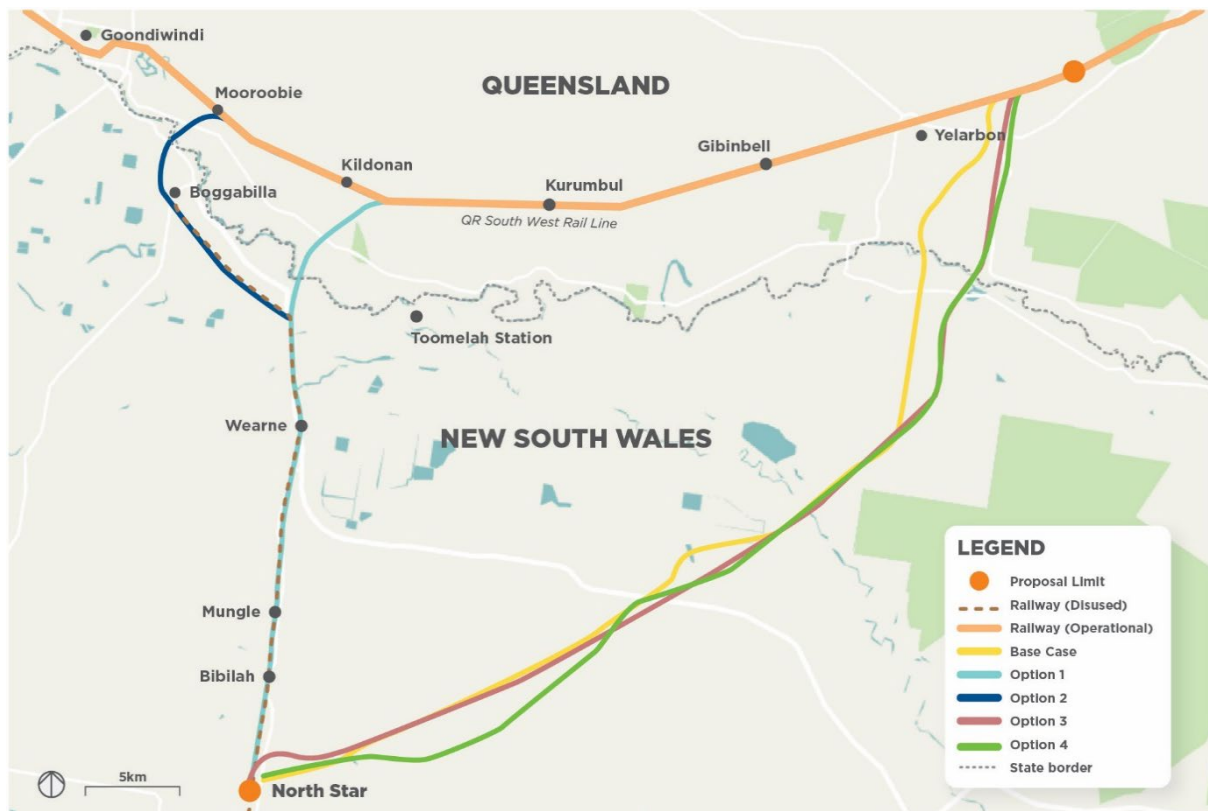 Goondiwindi
QUEENSLAND
Mooroobie
Yelarbon
Gibinbell
Kildonan
Kurumbul
Boggabilla
QR South West Rail Line
Toomelah Station
Wearne
NEW SOUTH WALES
Mungle
Bibilah
North Star
5km
LEGEND
Proposal Limit
Railway (Disused)
Railway (Operational)
Base Case
Option 1
Option 2
Option 3
Option 4
State border